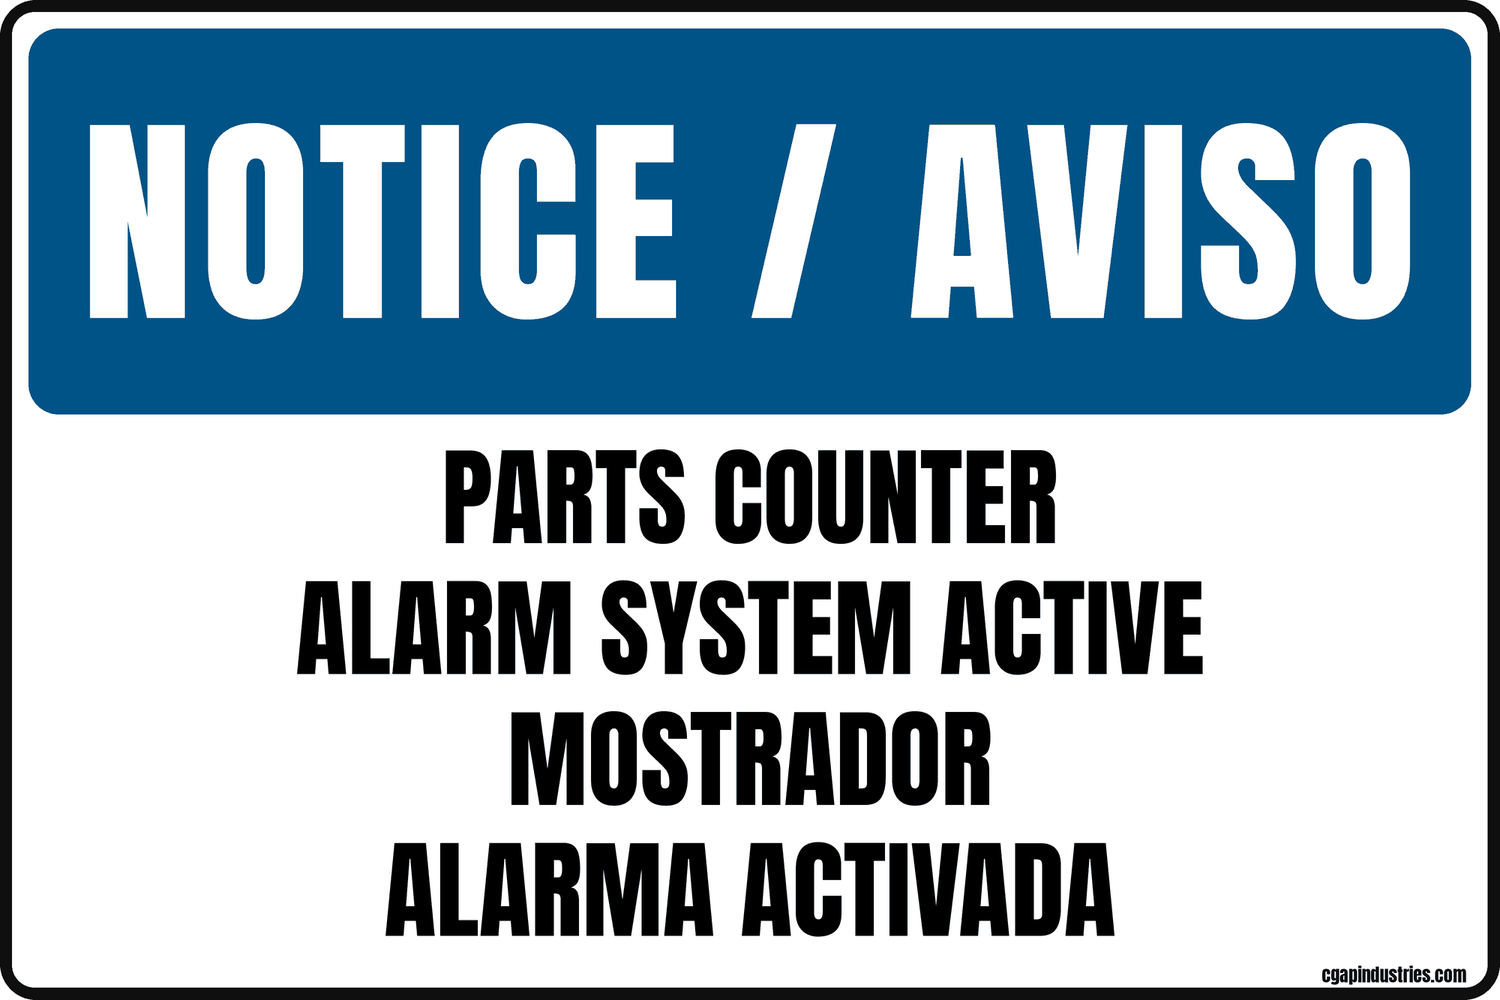 NOTICE / AVISO
PARTS COUNTER
ALARM SYSTEM ACTIVE
MOSTRADOR
ALARMA ACTIVADA
cgapindustries.com